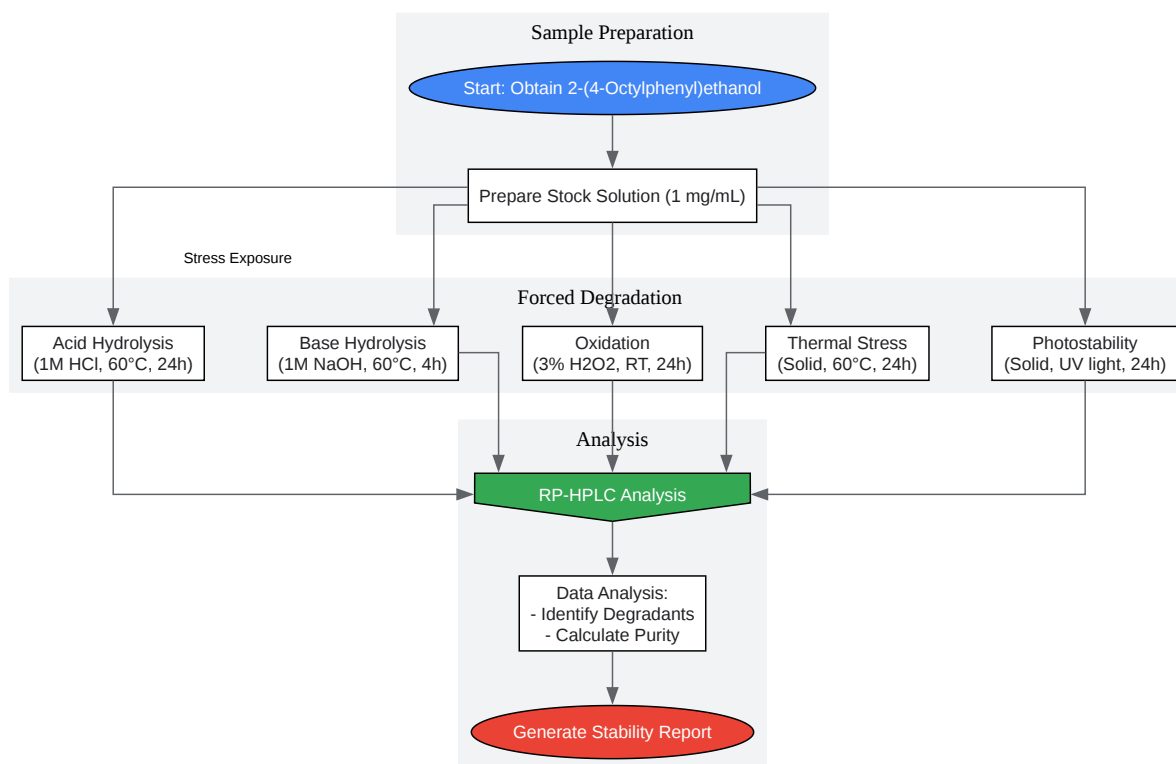 Sample Preparation
Start: Obtain 2-(4-Octylphenyl)ethanol
Prepare Stock Solution (1 mg/mL)
Stress Exposure
Forced Degradation
Acid Hydrolysis
(1M HCl, 60°C, 24h)
Base Hydrolysis
(1M NaOH, 60°C, 4h)
Oxidation
(3% H2O2, RT, 24h)
Thermal Stress
(Solid, 60°C, 24h)
Photostability
(Solid, UV light, 24h)
Analysis
RP-HPLC Analysis
Data Analysis:
- Identify Degradants
- Calculate Purity
Generate Stability Report